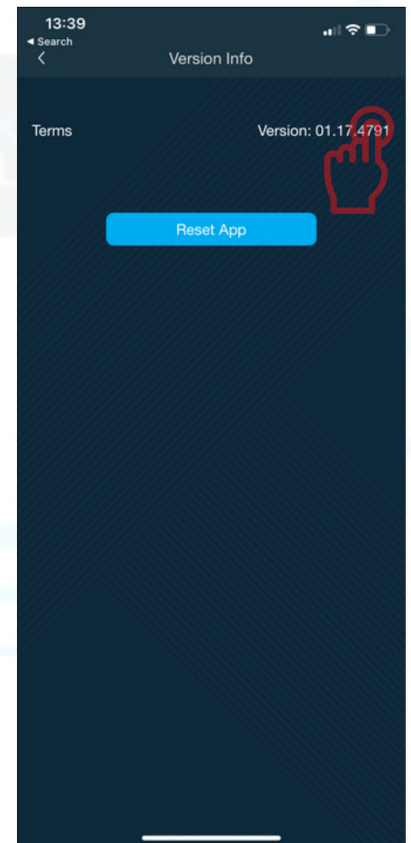 13:39
◄ Search
Version Info
Terms
Version: 01.17.4791
Reset App